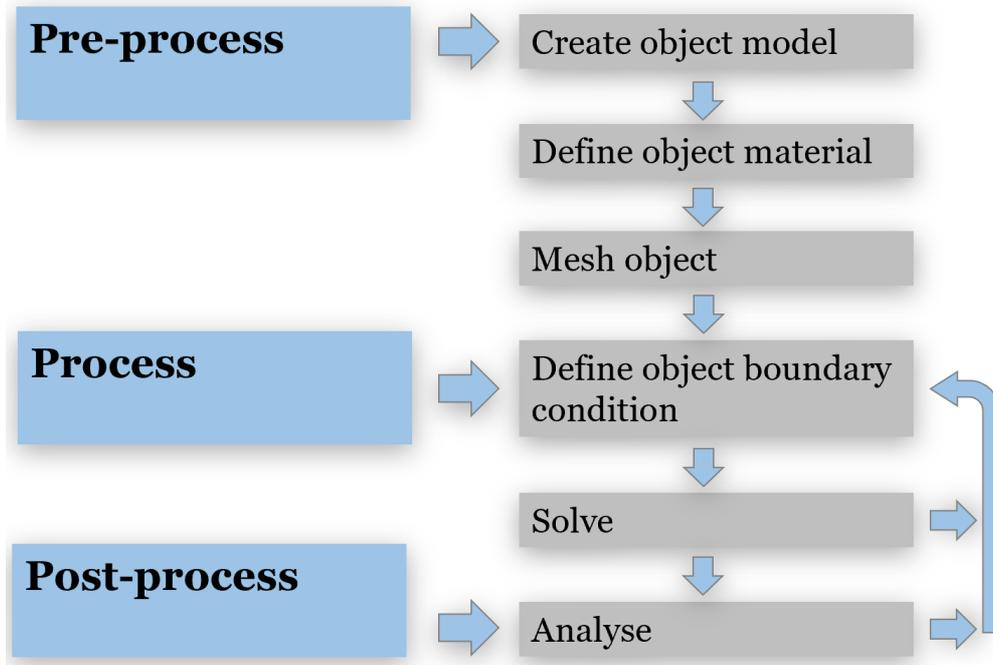 Pre-process
Create object model
Define object material
Mesh object
Process
Define object boundary
condition
Solve
Post-process
Analyse